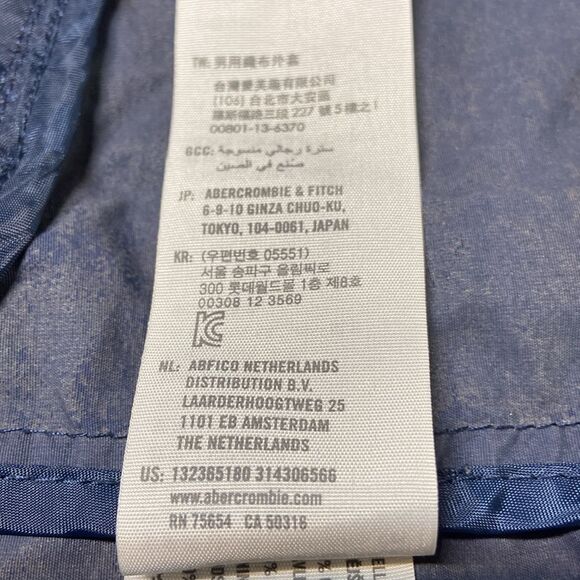 TW: 男用織布外套
台灣愛芙趣有限公司
(106) 台北市大安區
羅斯福路三段 227 號 5 樓之 1
00801-13-6370
GCC: سترة رجالي منسوجة
صنع في الصين
JP: ABERCROMBIE & FITCH
6-9-10 GINZA CHUO-KU,
TOKYO, 104-0061, JAPAN
KR: (우편번호 05551)
서울 송파구 올림픽로
300 롯데월드몰 1층 제8호
00308 12 3569
NL: ABFICO NETHERLANDS
DISTRIBUTION B.V.
LAARDERHOOGTWEG 25
1101 EB AMSTERDAM
THE NETHERLANDS
US: 132365180 314306566
www.abercrombie.com
RN 75654 CA 50316